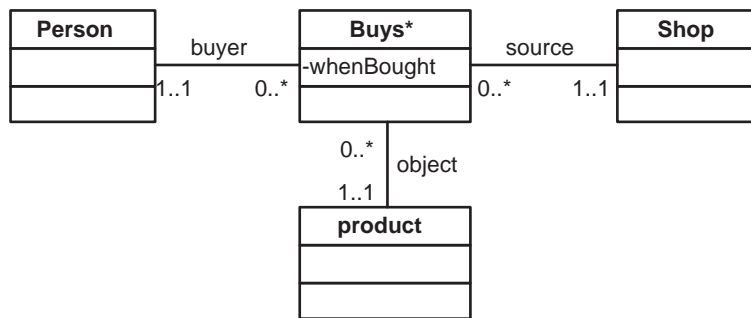 Person
Buys*
Shop
buyer
source
-whenBought
1..1
0..*
0..*
1..1
0..*
object
1..1
product